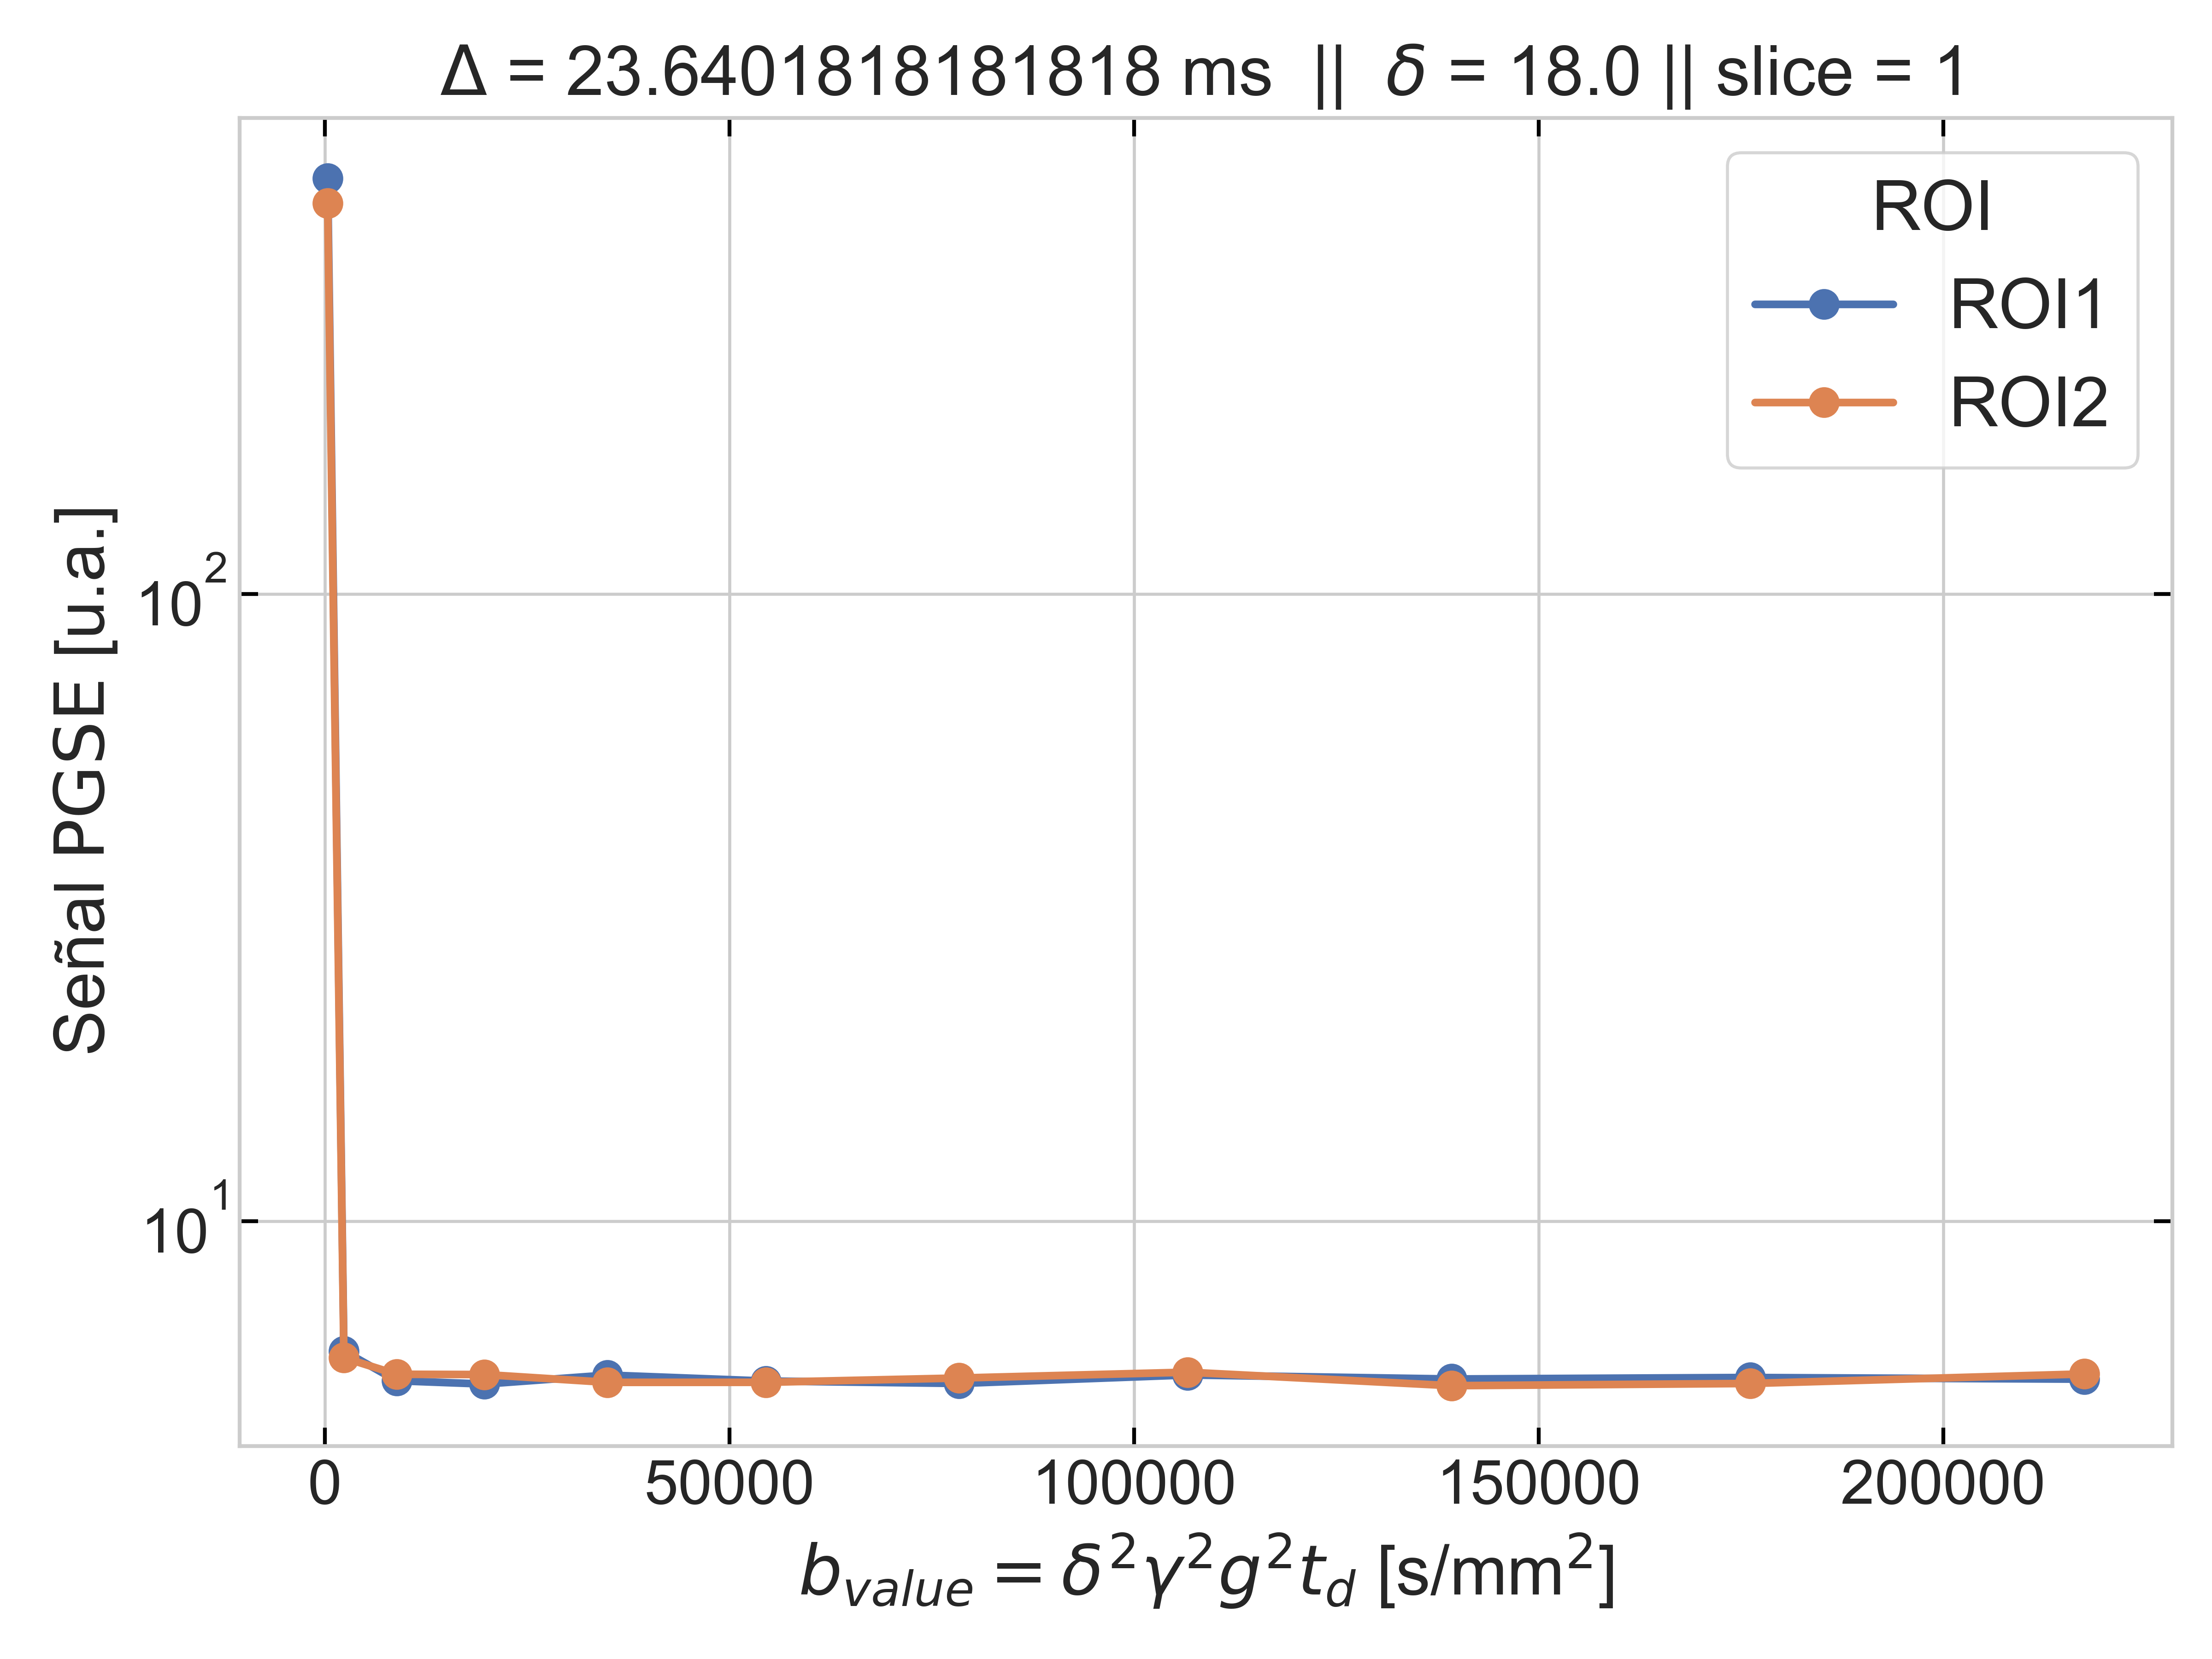 Δ = 23.6401818181818 ms || δ = 18.0 || slice = 1
ROI
ROI1
ROI2
Señal PGSE [u.a.]
10²
10¹
0 50000 100000 150000 200000
b_value = δ²γ²g²t_d [s/mm²]